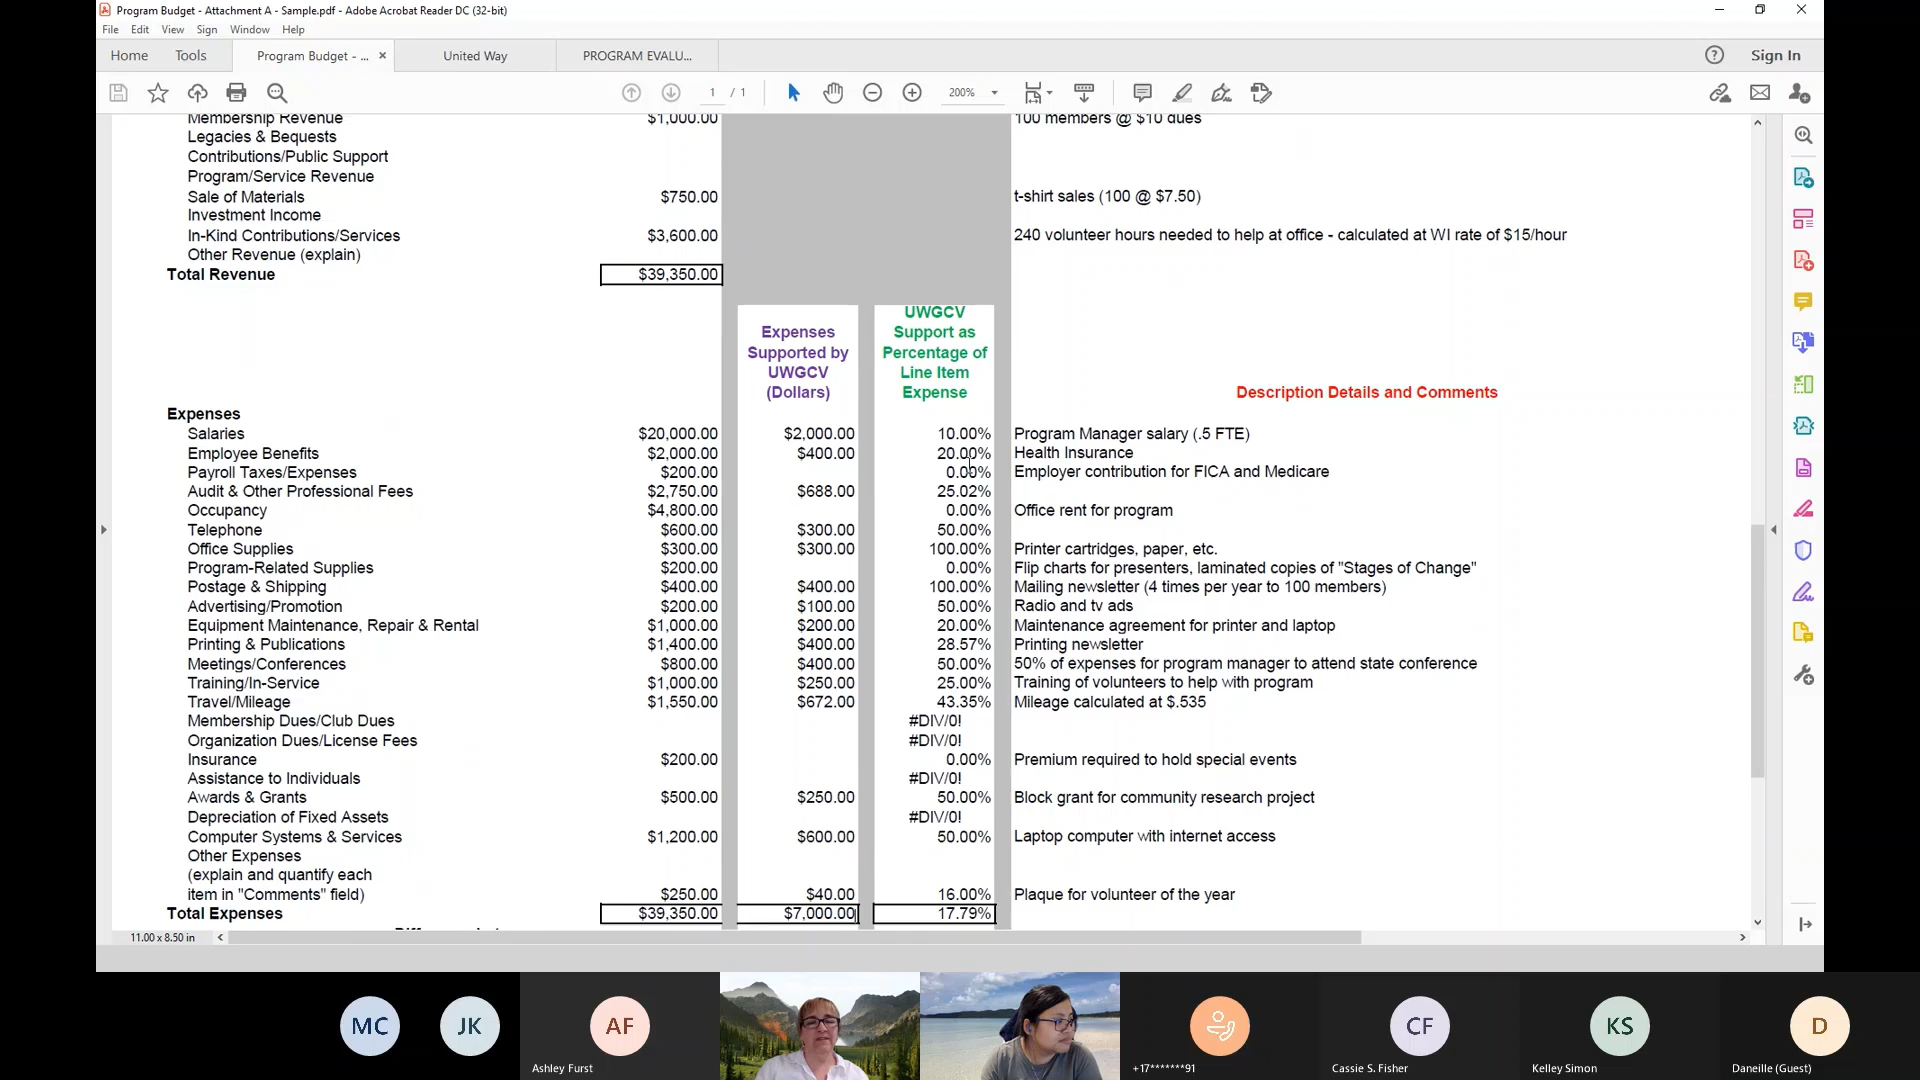 Program Budget - Attachment A - Sample.pdf - Adobe Acrobat Reader DC (32-bit)
File Edit View Sign Window Help
Home Tools Program Budget - ... × United Way PROGRAM EVALU... Sign In
1 / 1 200%
Membership Revenue $1,000.00 100 members @ $10 dues
Legacies & Bequests
Contributions/Public Support
Program/Service Revenue
Sale of Materials $750.00 t-shirt sales (100 @ $7.50)
Investment Income
In-Kind Contributions/Services $3,600.00 240 volunteer hours needed to help at office - calculated at WI rate of $15/hour
Other Revenue (explain)
Total Revenue $39,350.00
Expenses
Supported by
UWGCV
(Dollars)
UWGCV
Support as
Percentage of
Line Item
Expense
Description Details and Comments
Expenses
Salaries $20,000.00 $2,000.00 10.00% Program Manager salary (.5 FTE)
Employee Benefits $2,000.00 $400.00 20.00% Health Insurance
Payroll Taxes/Expenses $200.00 0.00% Employer contribution for FICA and Medicare
Audit & Other Professional Fees $2,750.00 $688.00 25.02%
Occupancy $4,800.00 0.00% Office rent for program
Telephone $600.00 $300.00 50.00%
Office Supplies $300.00 $300.00 100.00% Printer cartridges, paper, etc.
Program-Related Supplies $200.00 0.00% Flip charts for presenters, laminated copies of "Stages of Change"
Postage & Shipping $400.00 $400.00 100.00% Mailing newsletter (4 times per year to 100 members)
Advertising/Promotion $200.00 $100.00 50.00% Radio and tv ads
Equipment Maintenance, Repair & Rental $1,000.00 $200.00 20.00% Maintenance agreement for printer and laptop
Printing & Publications $1,400.00 $400.00 28.57% Printing newsletter
Meetings/Conferences $800.00 $400.00 50.00% 50% of expenses for program manager to attend state conference
Training/In-Service $1,000.00 $250.00 25.00% Training of volunteers to help with program
Travel/Mileage $1,550.00 $672.00 43.35% Mileage calculated at $.535
Membership Dues/Club Dues #DIV/0!
Organization Dues/License Fees #DIV/0!
Insurance $200.00 0.00% Premium required to hold special events
Assistance to Individuals #DIV/0!
Awards & Grants $500.00 $250.00 50.00% Block grant for community research project
Depreciation of Fixed Assets #DIV/0!
Computer Systems & Services $1,200.00 $600.00 50.00% Laptop computer with internet access
Other Expenses
(explain and quantify each
item in "Comments" field) $250.00 $40.00 16.00% Plaque for volunteer of the year
Total Expenses $39,350.00 $7,000.00 17.79%
11.00 x 8.50 in
MC JK AF CF KS D
Ashley Furst +17*******91 Cassie S. Fisher Kelley Simon Daneille (Guest)